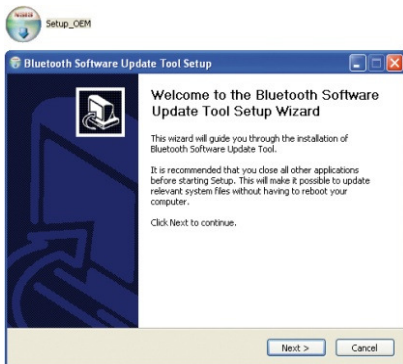 Setup_OEM
Bluetooth Software Update Tool Setup
Welcome to the Bluetooth Software
Update Tool Setup Wizard
This wizard will guide you through the installation of
Bluetooth Software Update Tool.
It is recommended that you close all other applications
before starting Setup. This will make it possible to update
relevant system files without having to reboot your
computer.
Click Next to continue.
Next >
Cancel